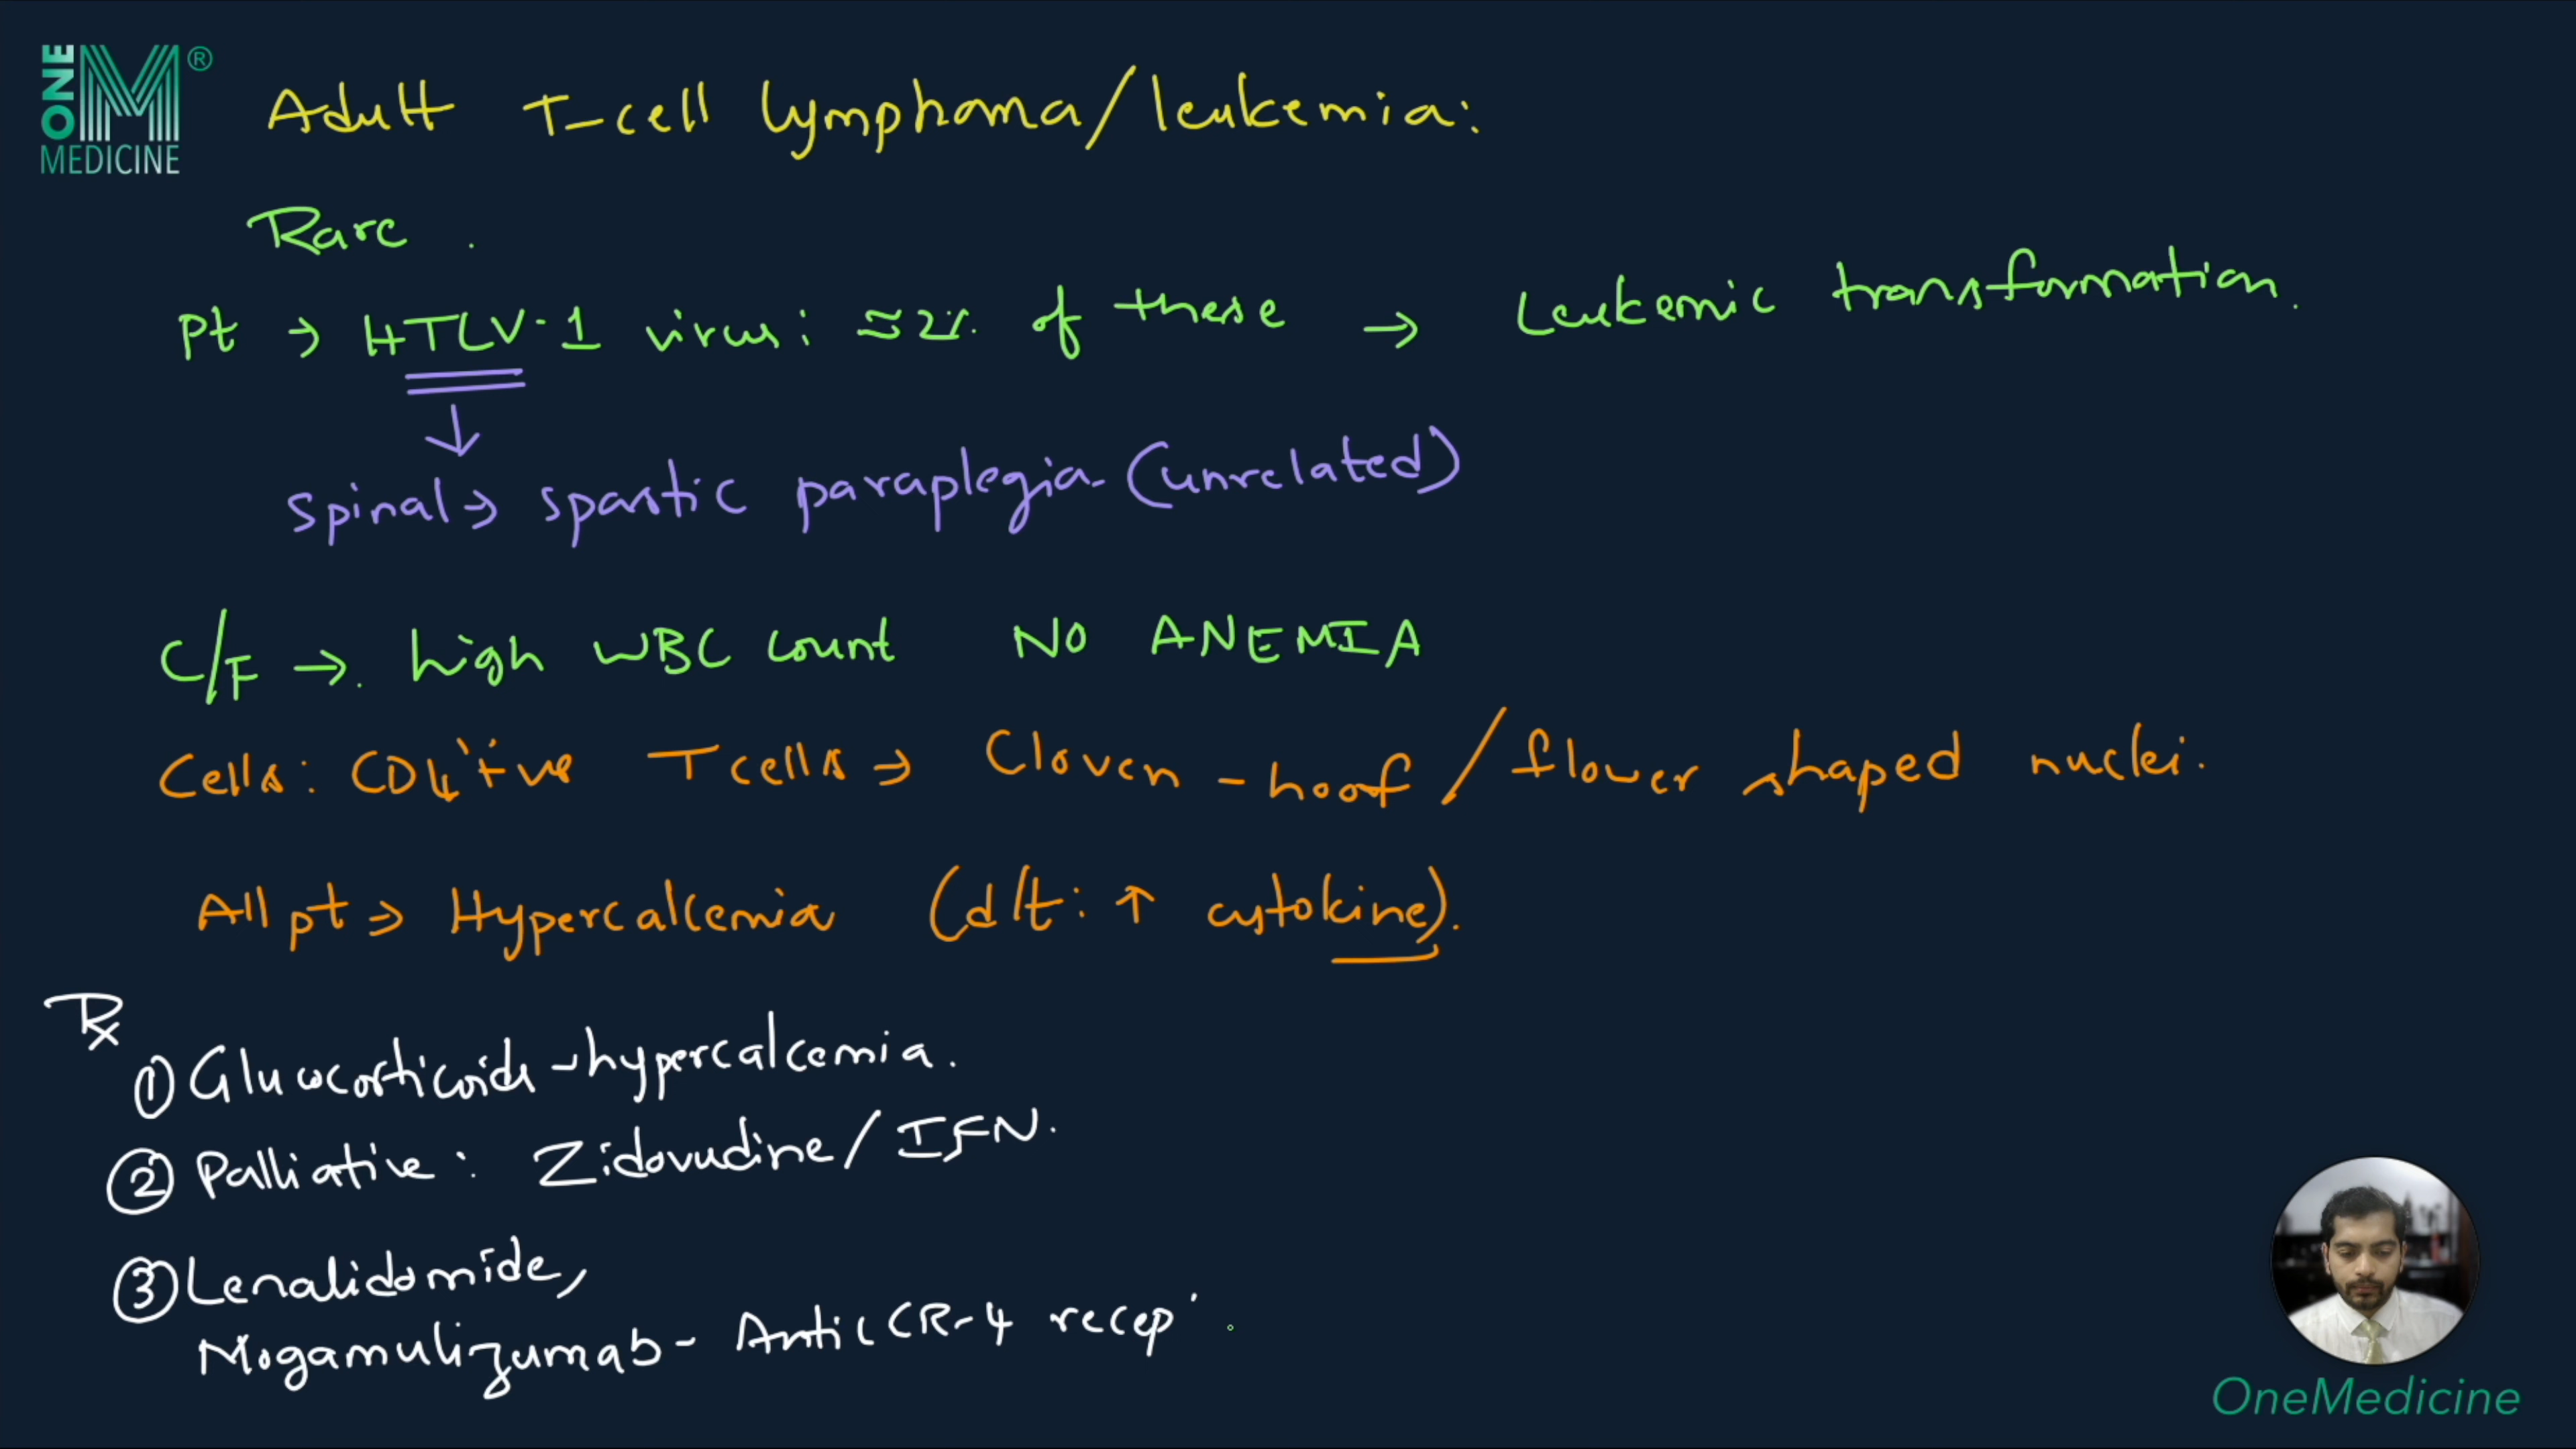 ONE M ®
MEDICINE
Adult T-cell lymphoma/leukemia:
Rare.
Pt → HTLV-1 virus: ≈2% of these → Leukemic transformation.
↓
Spinal → spastic paraplegia (unrelated)
C/F →. high WBC count NO ANEMIA
Cells: CD4 +ve T cells → Cloven-hoof/flower shaped nuclei.
All pt → Hypercalcemia (d/t: ↑ cytokine).
Rx
① Glucocorticoids - hypercalcemia.
② Palliative: Zidovudine/IFN.
③ Lenalidomide,
Mogamulizumab - Anti CCR-4 recep'.
OneMedicine